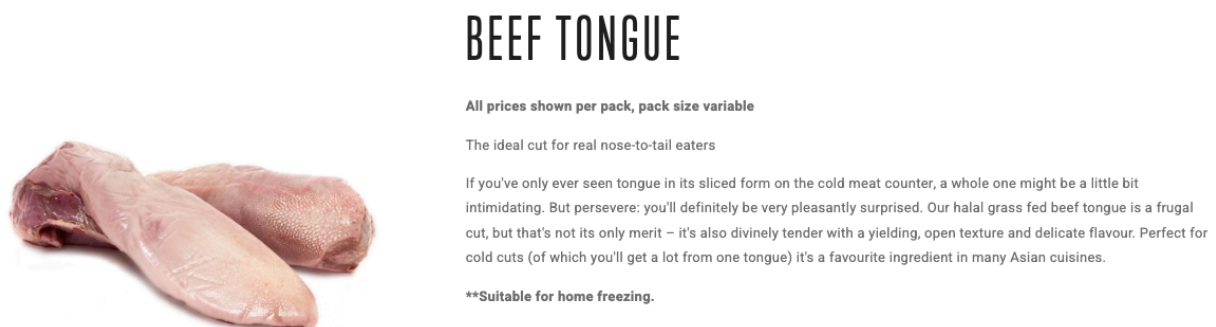 BEEF TONGUE
All prices shown per pack, pack size variable
The ideal cut for real nose-to-tail eaters
If you've only ever seen tongue in its sliced form on the cold meat counter, a whole one might be a little bit
intimidating. But persevere: you'll definitely be very pleasantly surprised. Our halal grass fed beef tongue is a frugal
cut, but that's not its only merit – it's also divinely tender with a yielding, open texture and delicate flavour. Perfect for
cold cuts (of which you'll get a lot from one tongue) it's a favourite ingredient in many Asian cuisines.
**Suitable for home freezing.